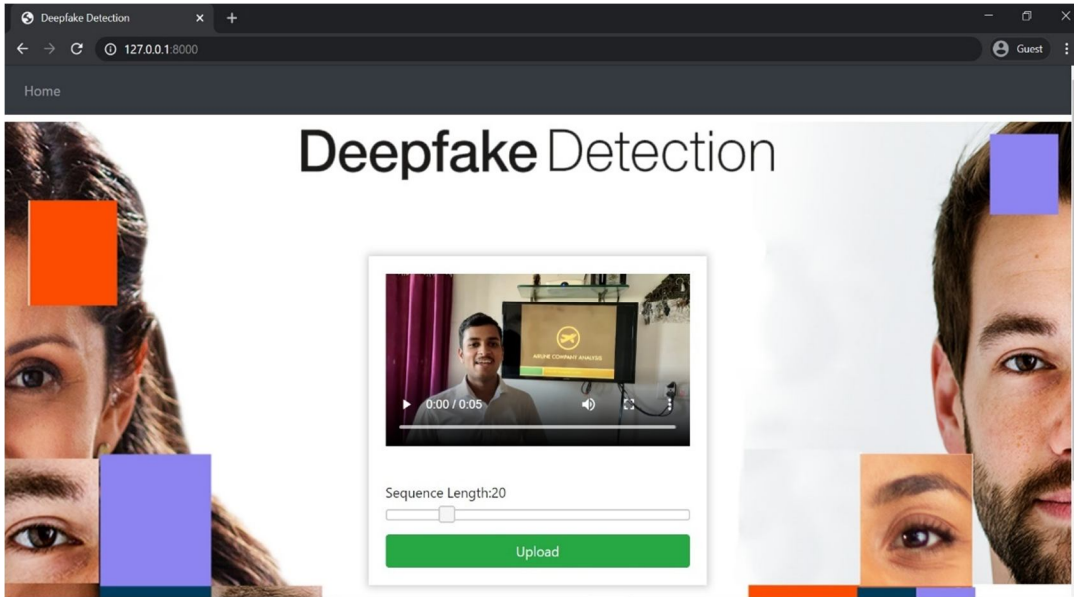 Deepfake Detection
127.0.0.1:8000
Guest
Home
Deepfake Detection
AIRLINE COMPANY ANALYSIS
0:00 / 0:05
Sequence Length:20
Upload